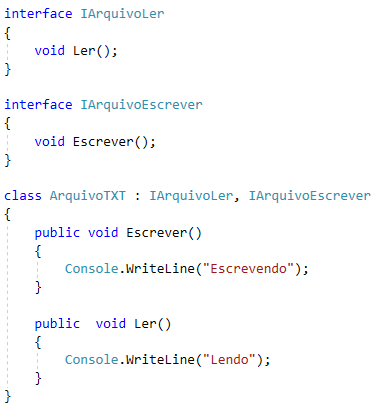 interface IArquivoLer
{
    void Ler();
}

interface IArquivoEscrever
{
    void Escrever();
}

class ArquivoTXT : IArquivoLer, IArquivoEscrever
{
    public void Escrever()
    {
        Console.WriteLine("Escrevendo");
    }

    public  void Ler()
    {
        Console.WriteLine("Lendo");
    }
}